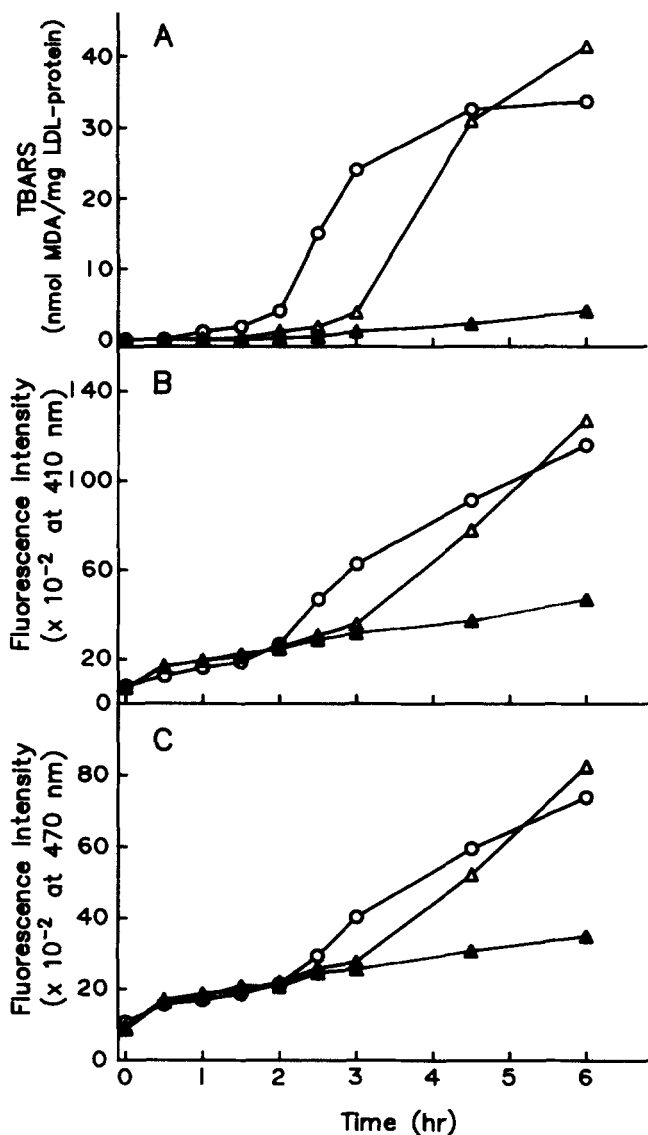 A
TBARS
(nmol MDA/mg LDL-protein)
40
30
20
10
0
B
Fluorescence Intensity
(x 10⁻² at 410 nm)
140
100
60
20
0
C
Fluorescence Intensity
(x 10⁻² at 470 nm)
80
60
40
20
0
0 1 2 3 4 5 6
Time (hr)